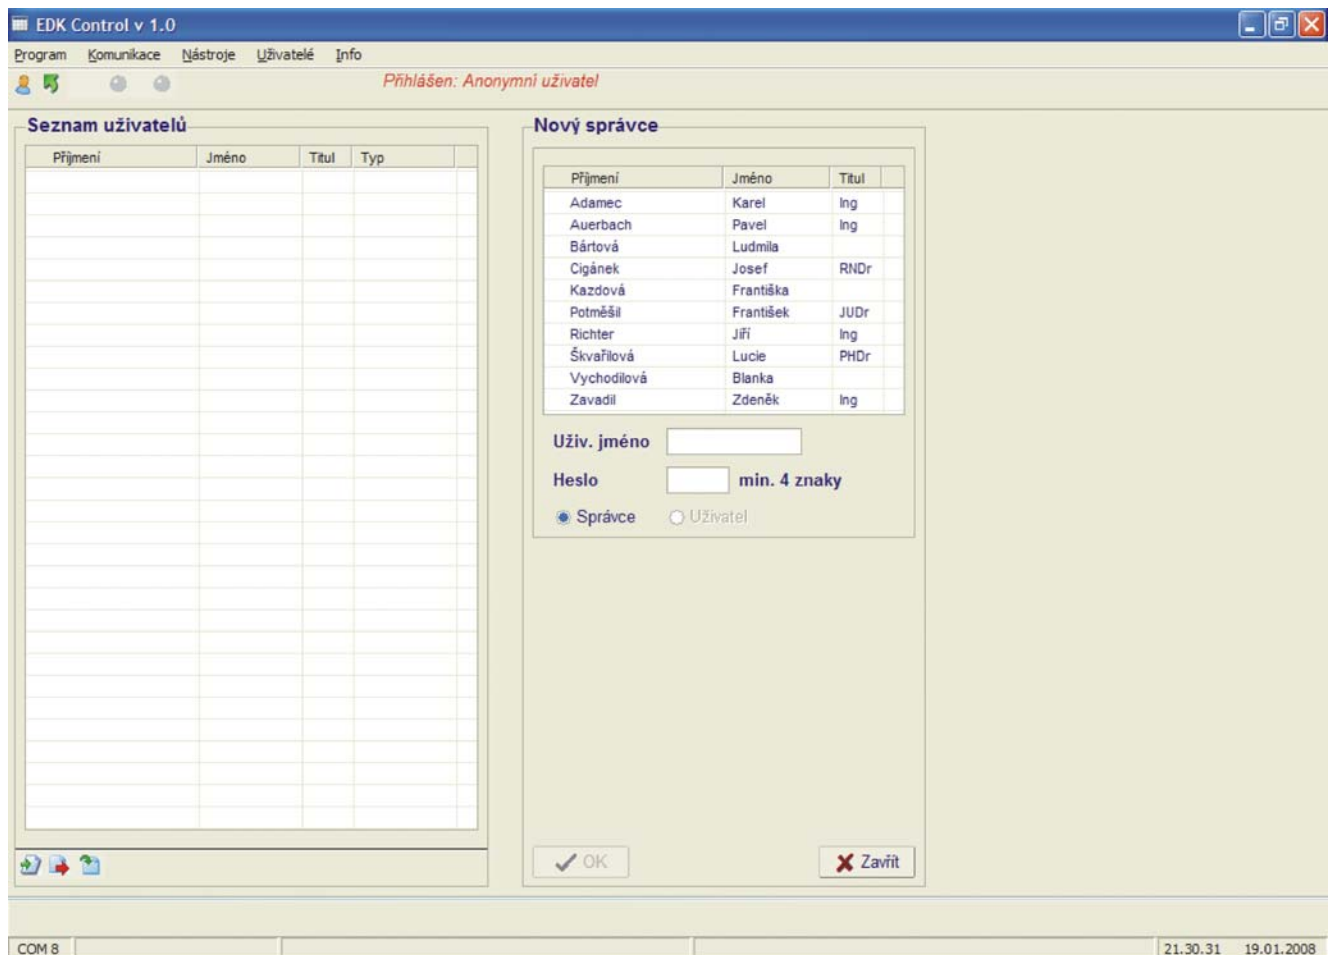 EDK Control v 1.0
Program Komunikace Nástroje Uživatelé Info
Přihlášen: Anonymní uživatel
Seznam uživatelů
Příjmení Jméno Titul Typ
Nový správce
Příjmení Jméno Titul
Adamec Karel Ing
Auerbach Pavel Ing
Bártová Ludmila
Cigánek Josef RNDr
Kazdová Františka
Potměšil František JUDr
Richter Jiří Ing
Škvařilová Lucie PHDr
Vychodilová Blanka
Zavadil Zdeněk Ing
Uživ. jméno
Heslo min. 4 znaky
Správce Uživatel
OK Zavřít
COM 8 21.30.31 19.01.2008